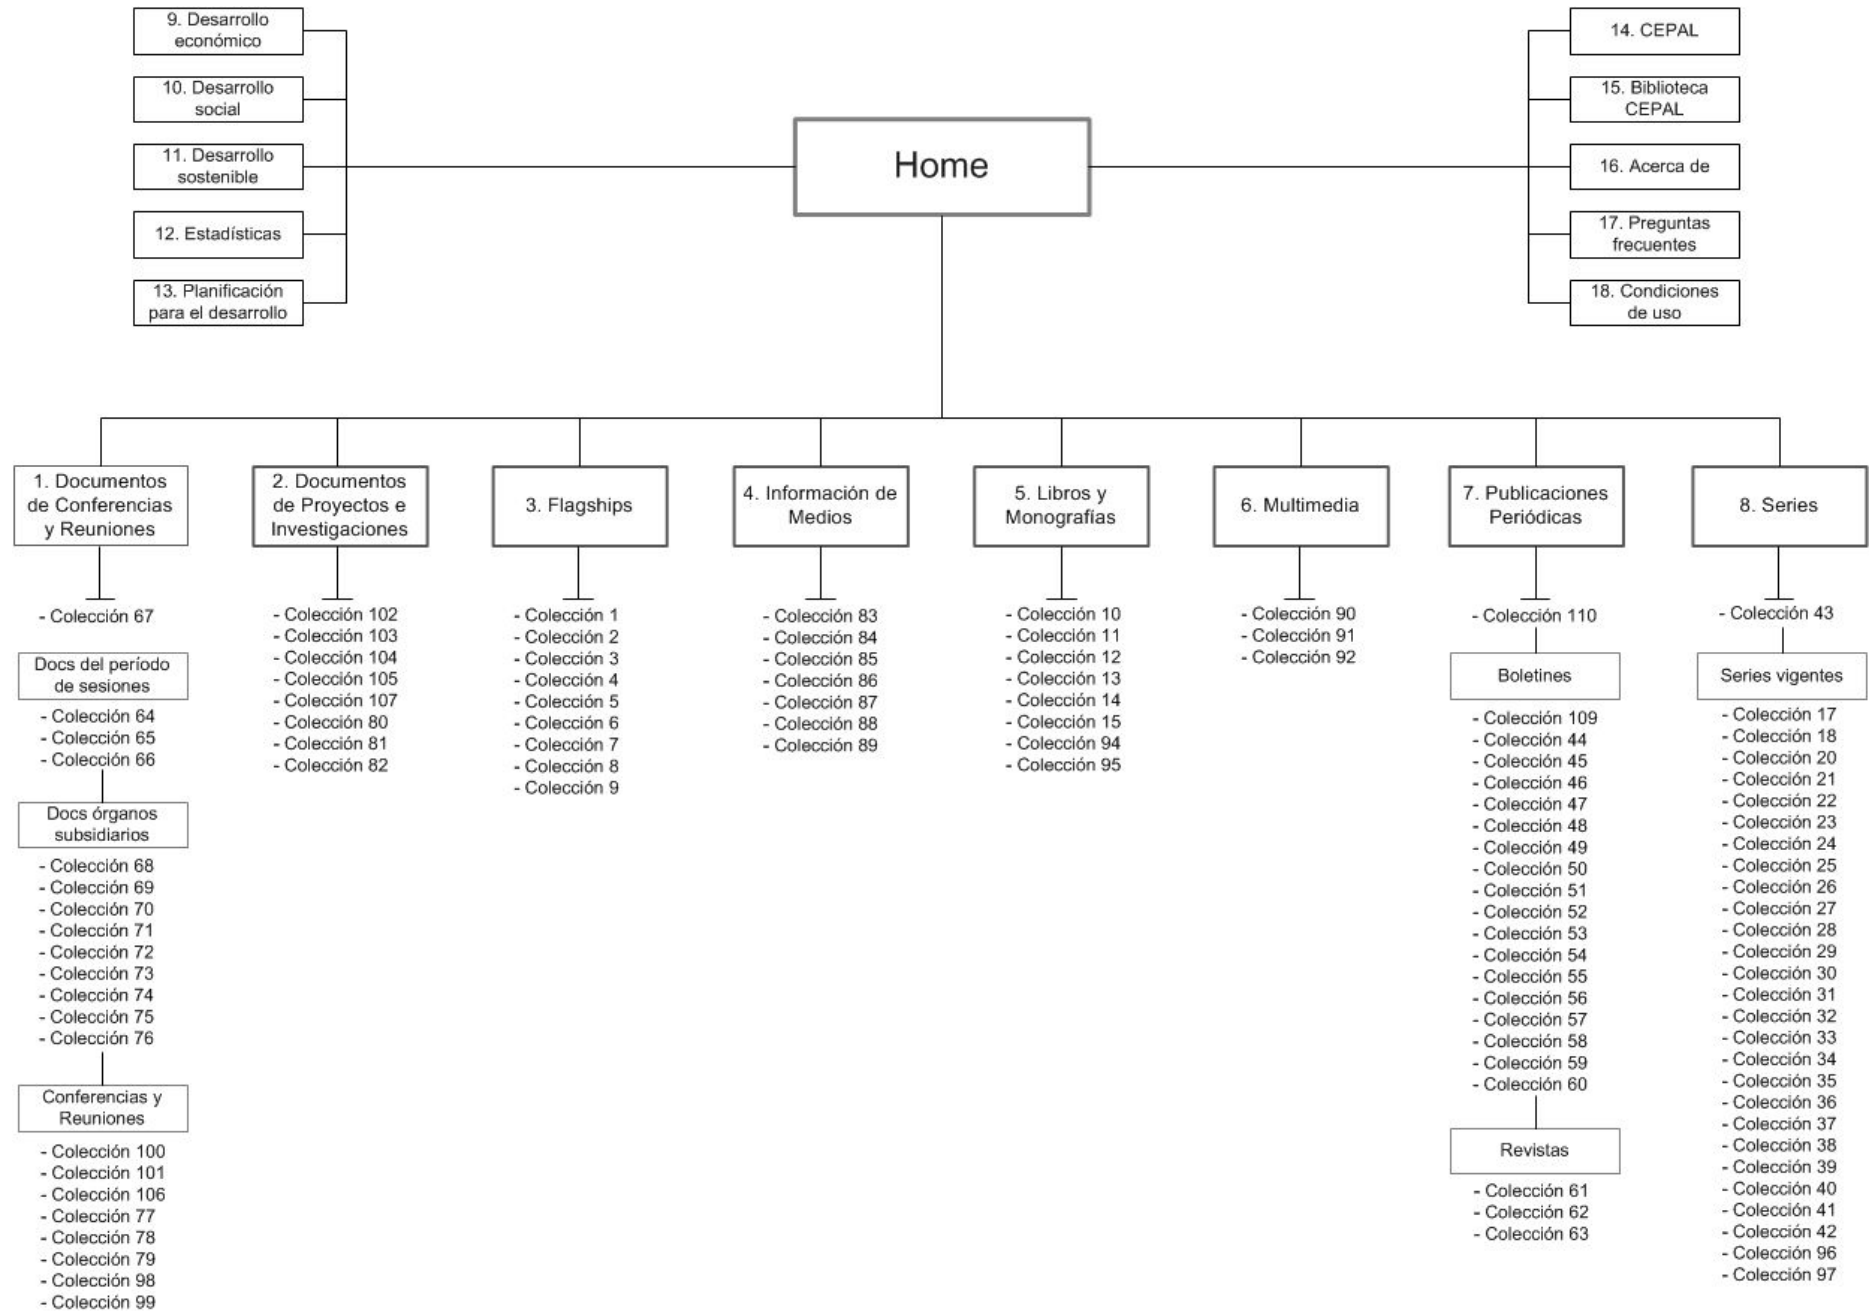 9. Desarrollo
económico
10. Desarrollo
social
11. Desarrollo
sostenible
12. Estadísticas
13. Planificación
para el desarrollo
Home
14. CEPAL
15. Biblioteca
CEPAL
16. Acerca de
17. Preguntas
frecuentes
18. Condiciones
de uso
1. Documentos
de Conferencias
y Reuniones
- Colección 67
Docs del período
de sesiones
- Colección 64
- Colección 65
- Colección 66
Docs órganos
subsidiarios
- Colección 68
- Colección 69
- Colección 70
- Colección 71
- Colección 72
- Colección 73
- Colección 74
- Colección 75
- Colección 76
Conferencias y
Reuniones
- Colección 100
- Colección 101
- Colección 106
- Colección 77
- Colección 78
- Colección 79
- Colección 98
- Colección 99
2. Documentos
de Proyectos e
Investigaciones
- Colección 102
- Colección 103
- Colección 104
- Colección 105
- Colección 107
- Colección 80
- Colección 81
- Colección 82
3. Flagships
- Colección 1
- Colección 2
- Colección 3
- Colección 4
- Colección 5
- Colección 6
- Colección 7
- Colección 8
- Colección 9
4. Información de
Medios
- Colección 83
- Colección 84
- Colección 85
- Colección 86
- Colección 87
- Colección 88
- Colección 89
5. Libros y
Monografías
- Colección 10
- Colección 11
- Colección 12
- Colección 13
- Colección 14
- Colección 15
- Colección 94
- Colección 95
6. Multimedia
- Colección 90
- Colección 91
- Colección 92
7. Publicaciones
Periódicas
- Colección 110
Boletines
- Colección 109
- Colección 44
- Colección 45
- Colección 46
- Colección 47
- Colección 48
- Colección 49
- Colección 50
- Colección 51
- Colección 52
- Colección 53
- Colección 54
- Colección 55
- Colección 56
- Colección 57
- Colección 58
- Colección 59
- Colección 60
Revistas
- Colección 61
- Colección 62
- Colección 63
8. Series
- Colección 43
Series vigentes
- Colección 17
- Colección 18
- Colección 20
- Colección 21
- Colección 22
- Colección 23
- Colección 24
- Colección 25
- Colección 26
- Colección 27
- Colección 28
- Colección 29
- Colección 30
- Colección 31
- Colección 32
- Colección 33
- Colección 34
- Colección 35
- Colección 36
- Colección 37
- Colección 38
- Colección 39
- Colección 40
- Colección 41
- Colección 42
- Colección 96
- Colección 97